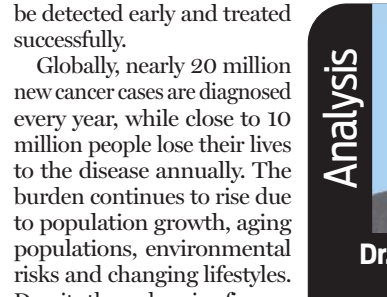 be detected early and treated
successfully.
Globally, nearly 20 million
new cancer cases are diagnosed
every year, while close to 10
million people lose their lives
to the disease annually. The
burden continues to rise due
to population growth, aging
populations, environmental
risks and changing lifestyles.
Analysis
Dr.